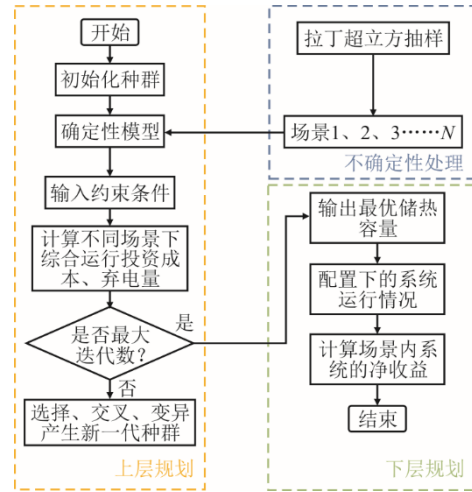 开始
初始化种群
确定性模型
输入约束条件
计算不同场景下
综合运行投资成
本、弃电量
是否最大
迭代数?
是
否
选择、交叉、变异
产生新一代种群
上层规划
拉丁超立方抽样
场景1、2、3……N
不确定性处理
输出最优储热
容量
配置下的系统
运行情况
计算场景内系
统的净收益
结束
下层规划